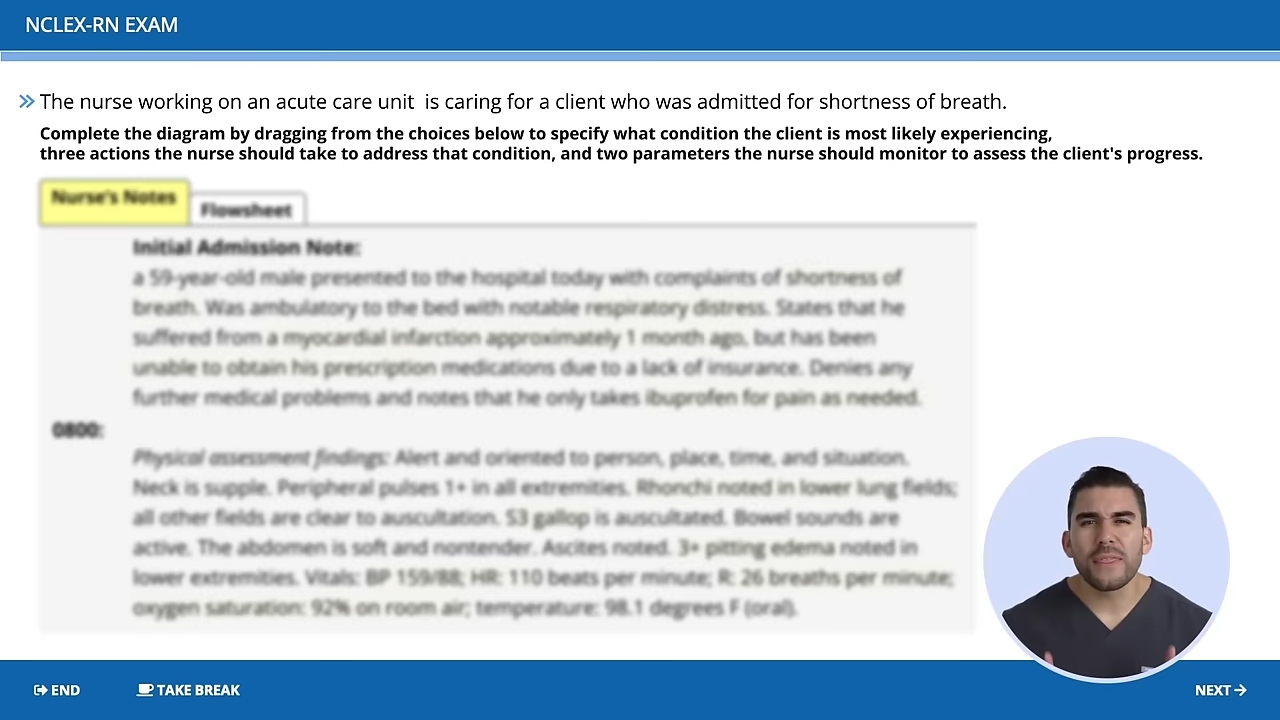 NCLEX-RN EXAM
The nurse working on an acute care unit is caring for a client who was admitted for shortness of breath.
Complete the diagram by dragging from the choices below to specify what condition the client is most likely experiencing,
three actions the nurse should take to address that condition, and two parameters the nurse should monitor to assess the client's progress.
Nurse's Notes
Flowsheet
Initial Admission Note:
a 59-year-old male presented to the hospital today with complaints of shortness of
breath. Was ambulatory to the bed with notable respiratory distress. States that he
suffered from a myocardial infarction approximately 1 month ago, but has been
unable to obtain his prescription medications due to a lack of insurance. Denies any
further medical problems and notes that he only takes ibuprofen for pain as needed.
0800:
Physical assessment findings: Alert and oriented to person, place, time, and situation.
Neck is supple. Peripheral pulses 1+ in all extremities. Rhonchi noted in lower lung fields;
all other fields are clear to auscultation. S3 gallop is auscultated. Bowel sounds are
active. The abdomen is soft and nontender. Ascites noted. 3+ pitting edema noted in
lower extremities. Vitals: BP 159/88; HR: 110 beats per minute; R: 26 breaths per minute;
oxygen saturation: 92% on room air; temperature: 98.1 degrees F (oral).
END
TAKE BREAK
NEXT